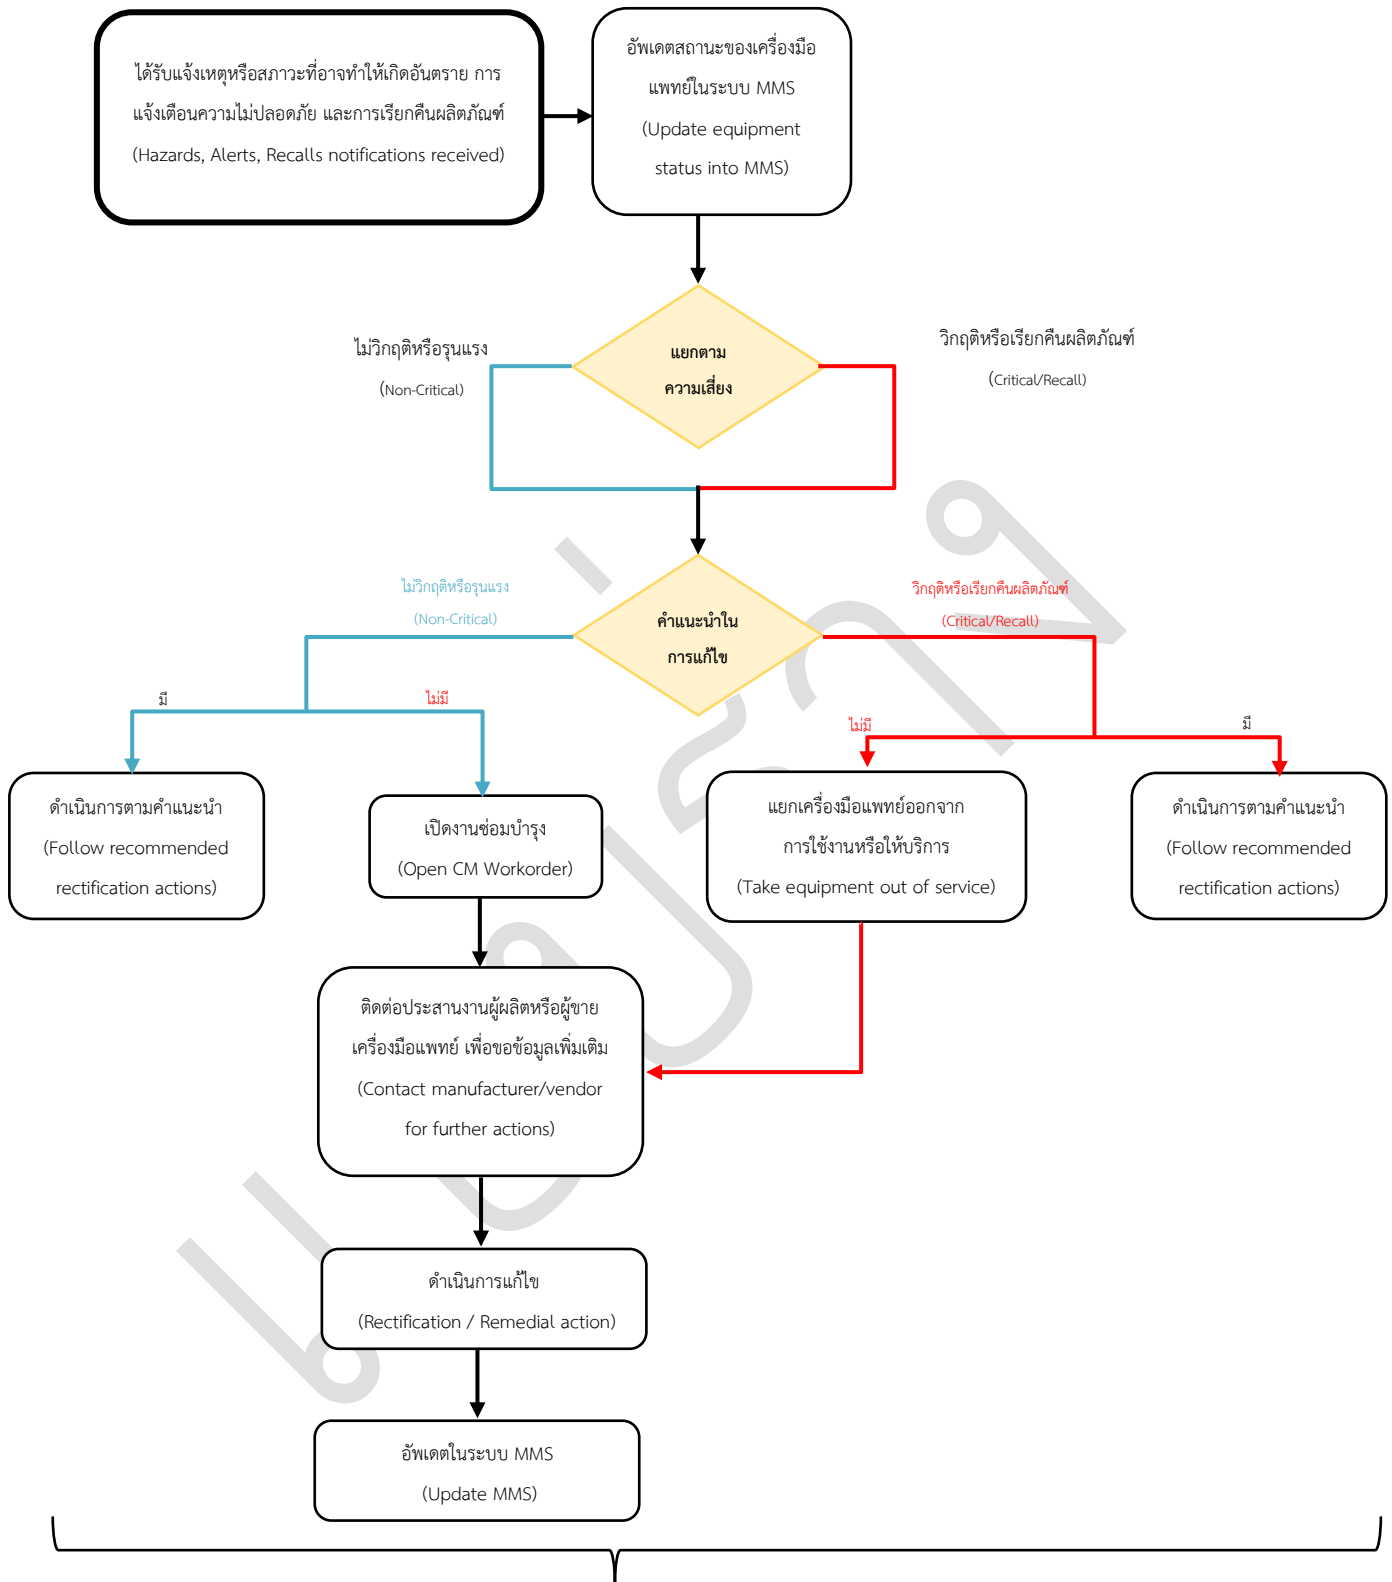 ได้รับแจ้งเหตุหรือสภาวะที่อาจทำให้เกิดอันตราย การ
แจ้งเตือนความไม่ปลอดภัย และการเรียกคืนผลิตภัณฑ์
(Hazards, Alerts, Recalls notifications received)
อัพเดตสถานะของเครื่องมือ
แพทย์ในระบบ MMS
(Update equipment
status into MMS)
แยกตาม
ความเสี่ยง
ไม่วิกฤติหรือรุนแรง
(Non-Critical)
วิกฤติหรือเรียกคืนผลิตภัณฑ์
(Critical/Recall)
คำแนะนำใน
การแก้ไข
ไม่วิกฤติหรือรุนแรง
(Non-Critical)
วิกฤติหรือเรียกคืนผลิตภัณฑ์
(Critical/Recall)
มี
ไม่มี
ไม่มี
มี
ดำเนินการตามคำแนะนำ
(Follow recommended
rectification actions)
เปิดงานซ่อมบำรุง
(Open CM Workorder)
แยกเครื่องมือแพทย์ออกจาก
การใช้งานหรือให้บริการ
(Take equipment out of service)
ดำเนินการตามคำแนะนำ
(Follow recommended
rectification actions)
ติดต่อประสานงานผู้ผลิตหรือผู้ขาย
เครื่องมือแพทย์ เพื่อขอข้อมูลเพิ่มเติม
(Contact manufacturer/vendor
for further actions)
ดำเนินการแก้ไข
(Rectification / Remedial action)
อัพเดตในระบบ MMS
(Update MMS)
แบบร่าง